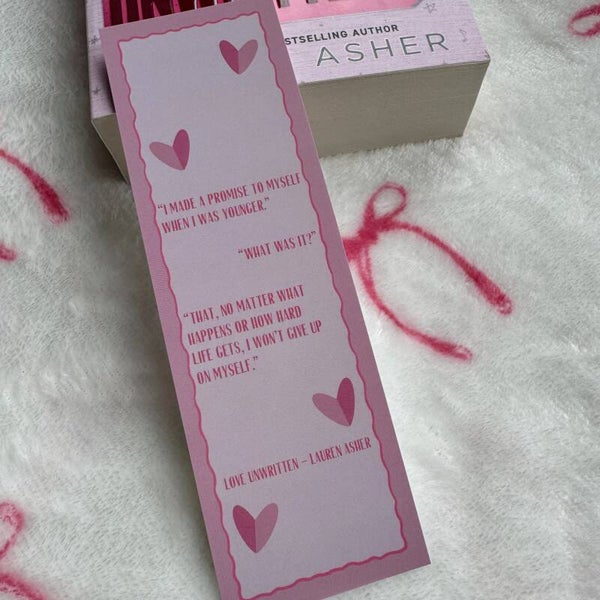 BESTSELLING AUTHOR
ASHER
“I MADE A PROMISE TO MYSELF
WHEN I WAS YOUNGER.”
“WHAT WAS IT?”
“THAT, NO MATTER WHAT
HAPPENS OR HOW HARD
LIFE GETS, I WON’T GIVE UP
ON MYSELF.”
LOVE UNWRITTEN – LAUREN ASHER